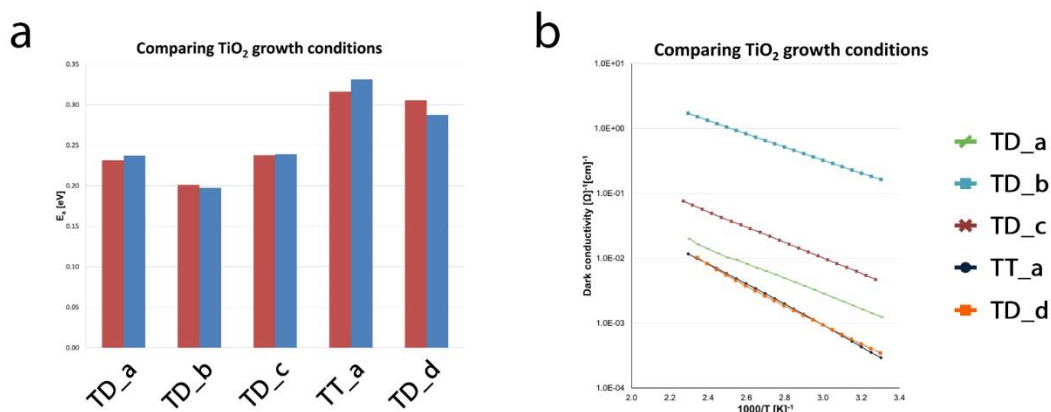 a
Comparing TiO₂ growth conditions
0.35
0.30
0.25
0.20
0.15
0.10
0.05
0.00
Eₐ [eV]
TD_a
TD_b
TD_c
TT_a
TD_d
b
Comparing TiO₂ growth conditions
1.0E+01
1.0E+00
1.0E-01
1.0E-02
1.0E-03
1.0E-04
Dark conductivity [Ω]⁻¹[cm]⁻¹
2.0 2.2 2.4 2.6 2.8 3.0 3.2 3.4
1000/T [K]⁻¹
TD_a
TD_b
TD_c
TT_a
TD_d